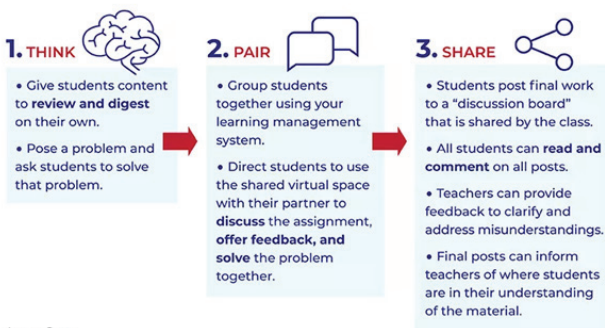 1. THINK
• Give students content
to review and digest
on their own.
• Pose a problem and
ask students to solve
that problem.
2. PAIR
• Group students
together using your
learning management
system.
• Direct students to use
the shared virtual space
with their partner to
discuss the assignment,
offer feedback, and
solve the problem
together.
3. SHARE
• Students post final work
to a “discussion board”
that is shared by the class.
• All students can read and
comment on all posts.
• Teachers can provide
feedback to clarify and
address misunderstandings.
• Final posts can inform
teachers of where students
are in their understanding
of the material.